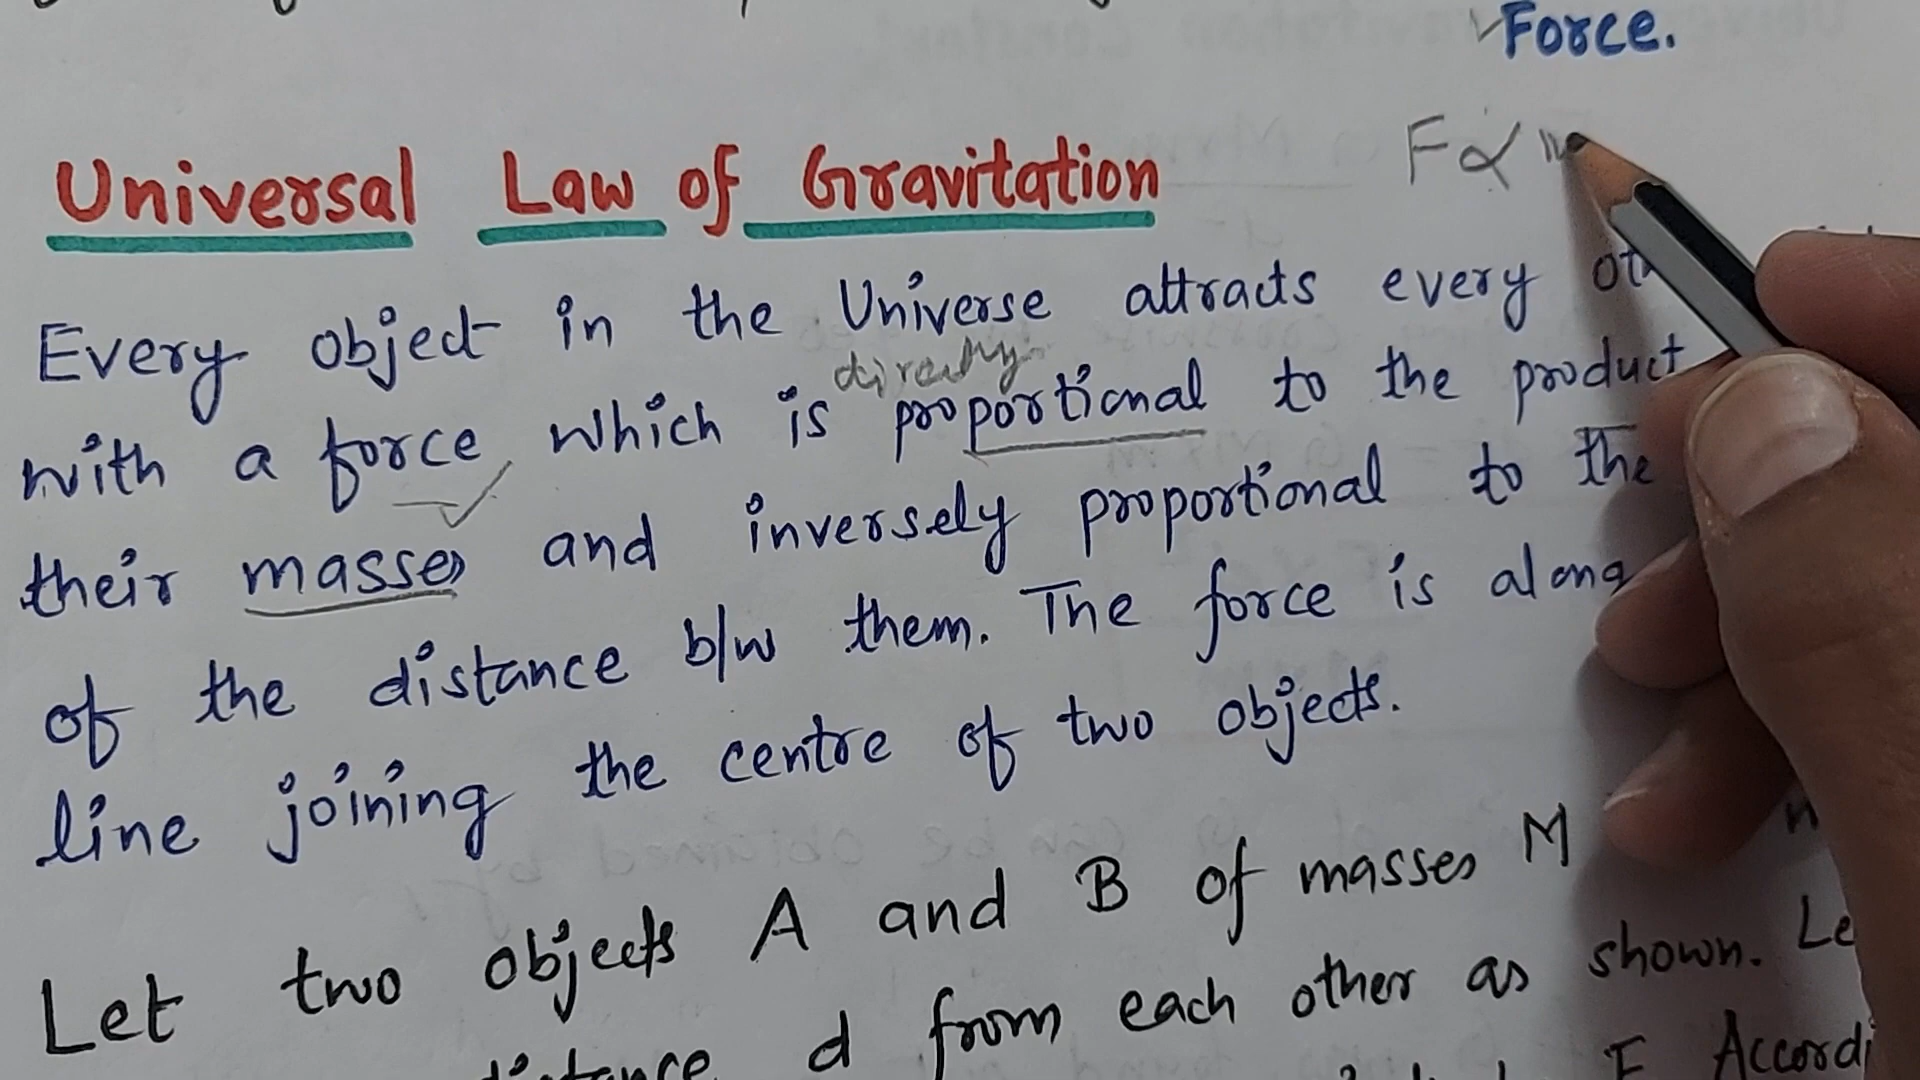 Force.
F ∝
Universal Law of Gravitation
Every object in the Universe attracts every
directly
with a force which is proportional to the product
their masses and inversely proportional to the
of the distance b/w them. The force is along
line joining the centre of two objects.
Let two objects A and B of masses M
distance d from each other as shown.
F